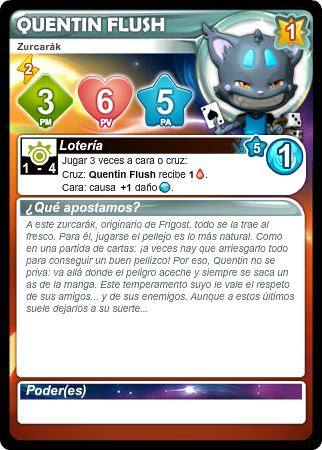 QUENTIN FLUSH
1
Zurcarák
2
3
PM
6
PV
5
PA
Lotería
5
1
1 - 4
Jugar 3 veces a cara o cruz:
Cruz: Quentin Flush recibe 1.
Cara: causa +1 daño.
¿Qué apostamos?
A este zurcarák, originario de Frigost, todo se la trae al
fresco. Para él, jugarse el pellejo es lo más natural. Como
en una partida de cartas: ¡a veces hay que arriesgarlo todo
para conseguir un buen pellizco! Por eso, Quentin no se
priva: va allá donde el peligro aceche y siempre se saca un
as de la manga. Este temperamento suyo le vale el respeto
de sus amigos... y de sus enemigos. Aunque a estos últimos
suele dejarlos a su suerte...
Poder(es)